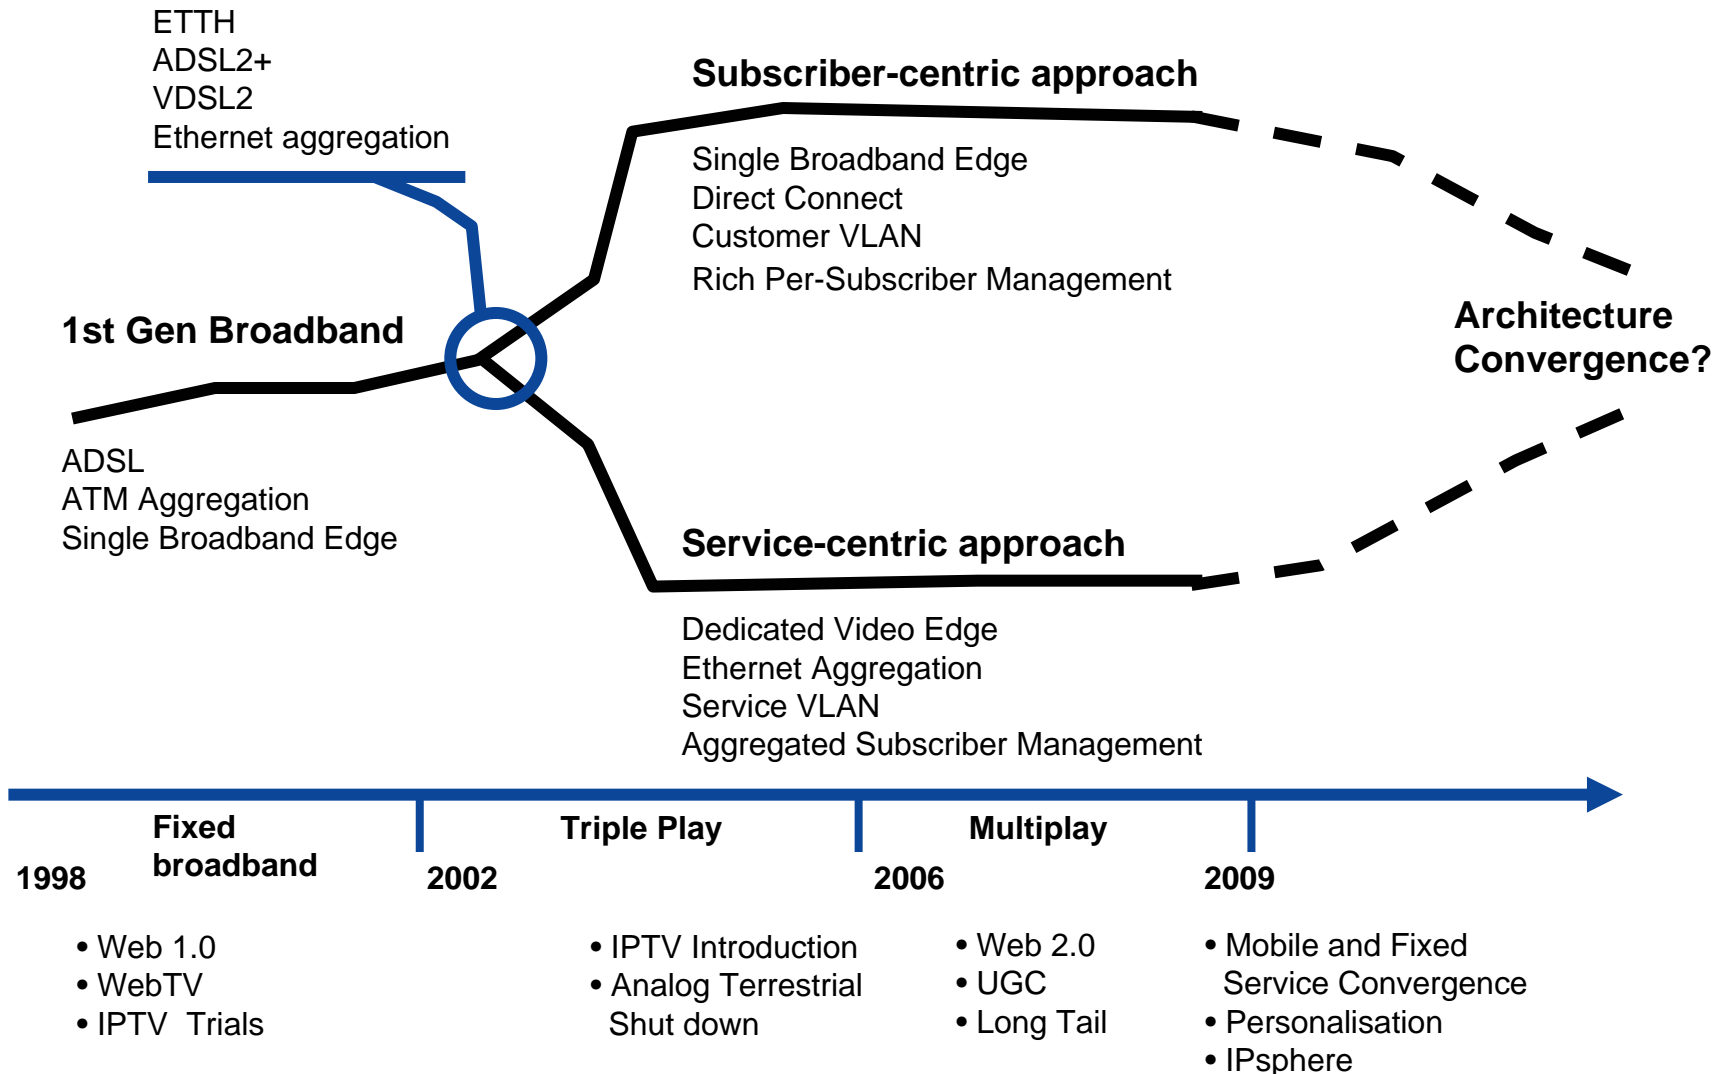 ETTH
ADSL2+
VDSL2
Ethernet aggregation
Subscriber-centric approach
Single Broadband Edge
Direct Connect
Customer VLAN
Rich Per-Subscriber Management
1st Gen Broadband
ADSL
ATM Aggregation
Single Broadband Edge
Architecture
Convergence?
Service-centric approach
Dedicated Video Edge
Ethernet Aggregation
Service VLAN
Aggregated Subscriber Management
Fixed
broadband
Triple Play
Multiplay
1998
2002
2006
2009
• Web 1.0
• WebTV
• IPTV Trials
• IPTV Introduction
• Analog Terrestrial
Shut down
• Web 2.0
• UGC
• Long Tail
• Mobile and Fixed
Service Convergence
• Personalisation
• IPsphere